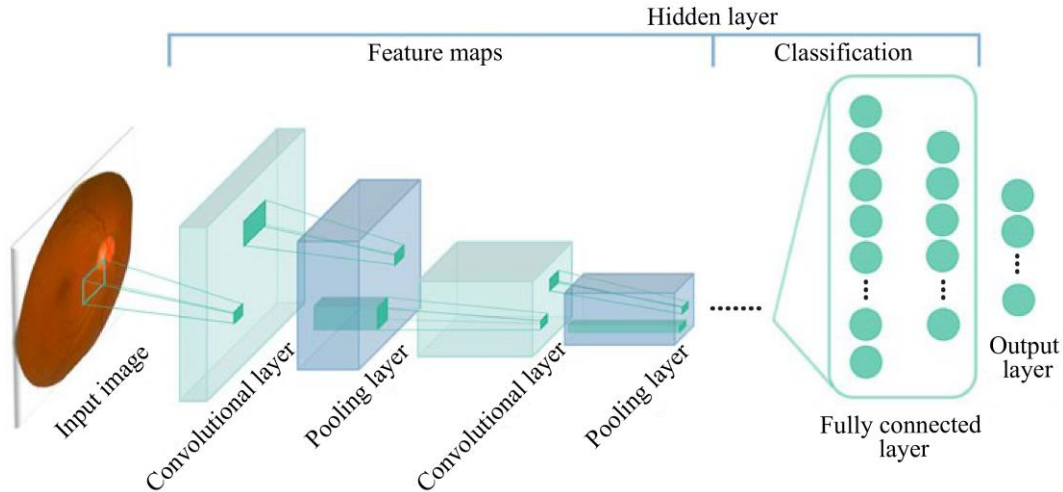 Hidden layer
Feature maps
Classification
Input image
Convolutional layer
Pooling layer
Convolutional layer
Pooling layer
Fully connected
layer
Output
layer